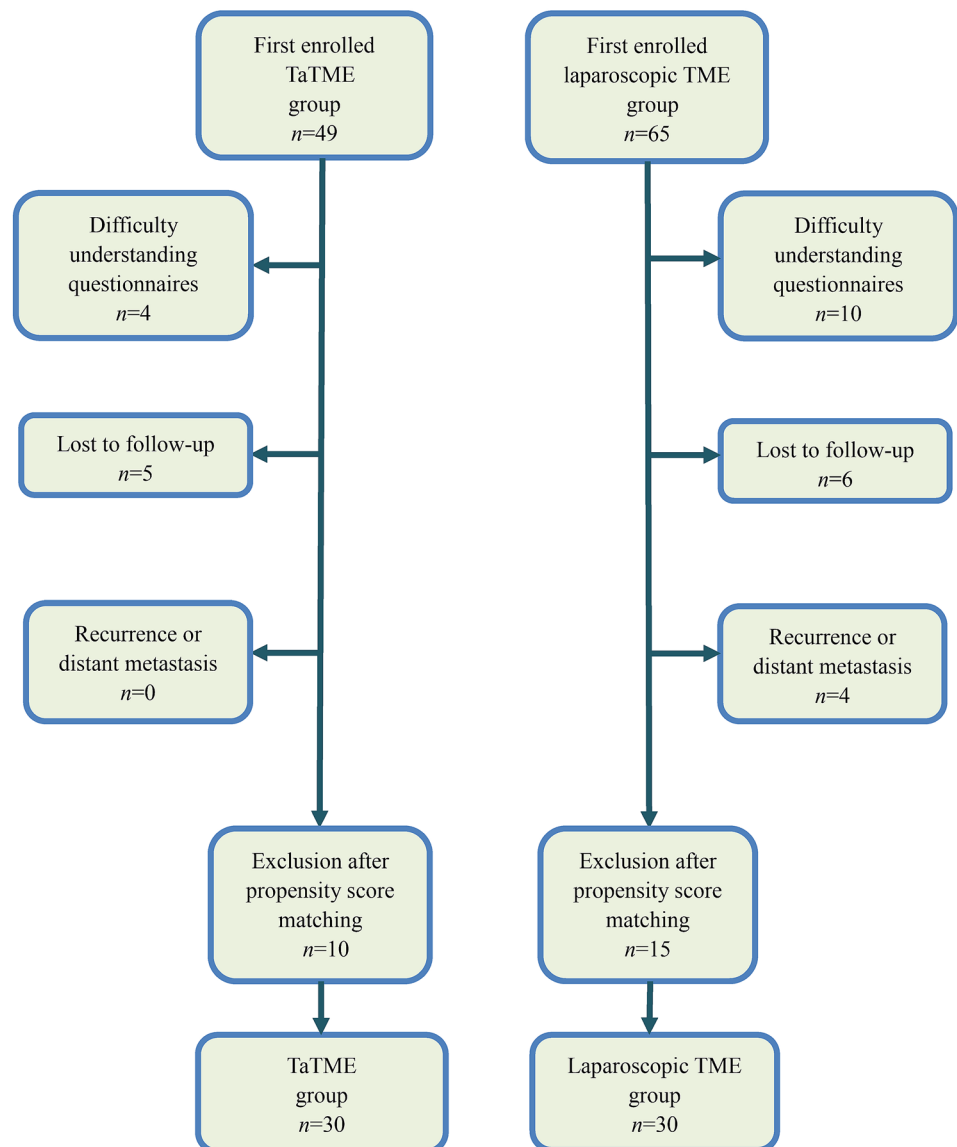 First enrolled
TaTME
group
n=49
First enrolled
laparoscopic TME
group
n=65
Difficulty
understanding
questionnaires
n=4
Difficulty
understanding
questionnaires
n=10
Lost to follow-up
n=5
Lost to follow-up
n=6
Recurrence or
distant metastasis
n=0
Recurrence or
distant metastasis
n=4
Exclusion after
propensity score
matching
n=10
Exclusion after
propensity score
matching
n=15
TaTME
group
n=30
Laparoscopic TME
group
n=30